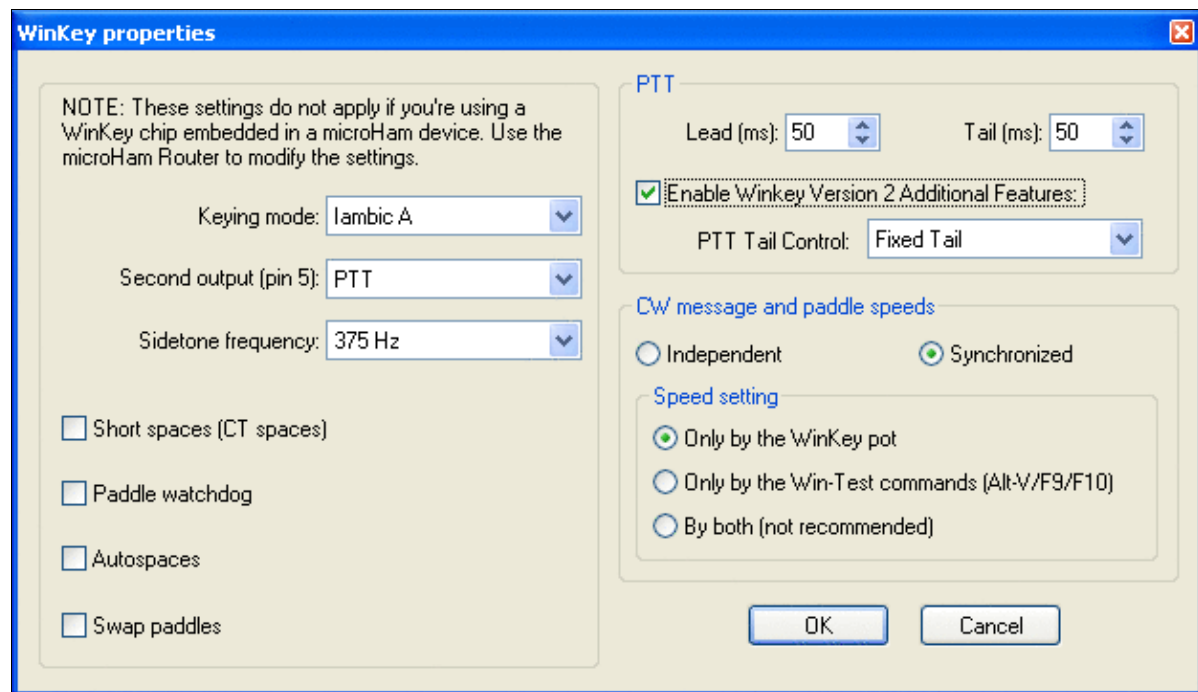 WinKey properties
NOTE: These settings do not apply if you're using a
WinKey chip embedded in a microHam device. Use the
microHam Router to modify the settings.
Keying mode: Iambic A
Second output (pin 5): PTT
Sidetone frequency: 375 Hz
Short spaces (CT spaces)
Paddle watchdog
Autospaces
Swap paddles
PTT
Lead (ms): 50 Tail (ms): 50
Enable Winkey Version 2 Additional Features:
PTT Tail Control: Fixed Tail
CW message and paddle speeds
Independent Synchronized
Speed setting
Only by the WinKey pot
Only by the Win-Test commands (Alt-V/F9/F10)
By both (not recommended)
OK Cancel